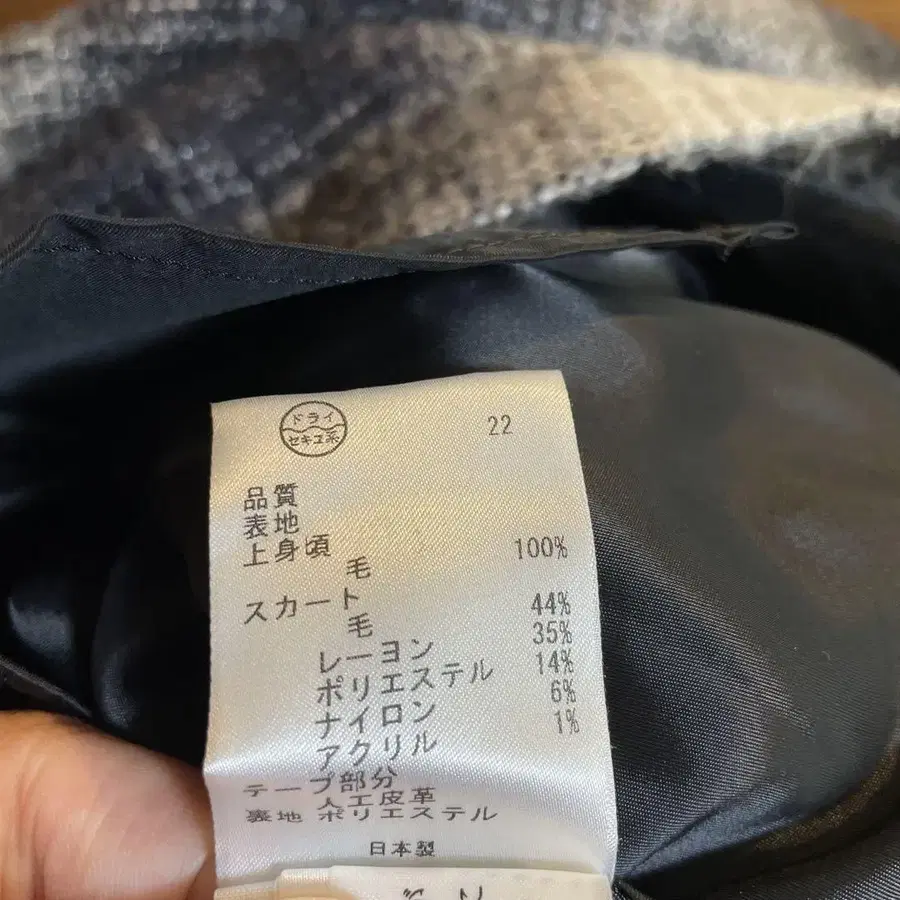 ドライ
セキユ系
22
品質
表地
上身頃
毛 100%
スカート
毛 44%
レーヨン 35%
ポリエステル 14%
ナイロン 6%
アクリル 1%
テープ部分
人工皮革
裏地 ポリエステル
日本製